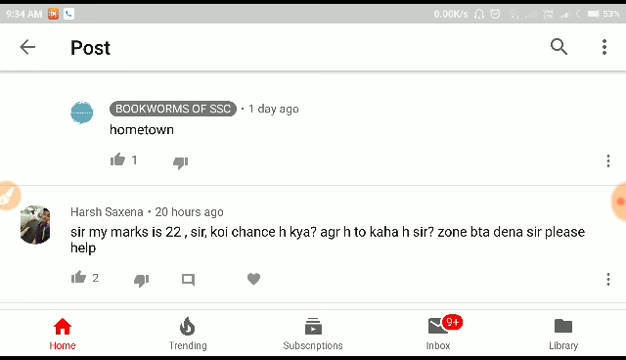 9:34 AM 0.00K/s 53%
Post
BOOKWORMS OF SSC • 1 day ago
hometown
1
Harsh Saxena • 20 hours ago
sir my marks is 22 , sir, koi chance h kya? agr h to kaha h sir? zone bta dena sir please
help
2
9+
Home Trending Subscriptions Inbox Library